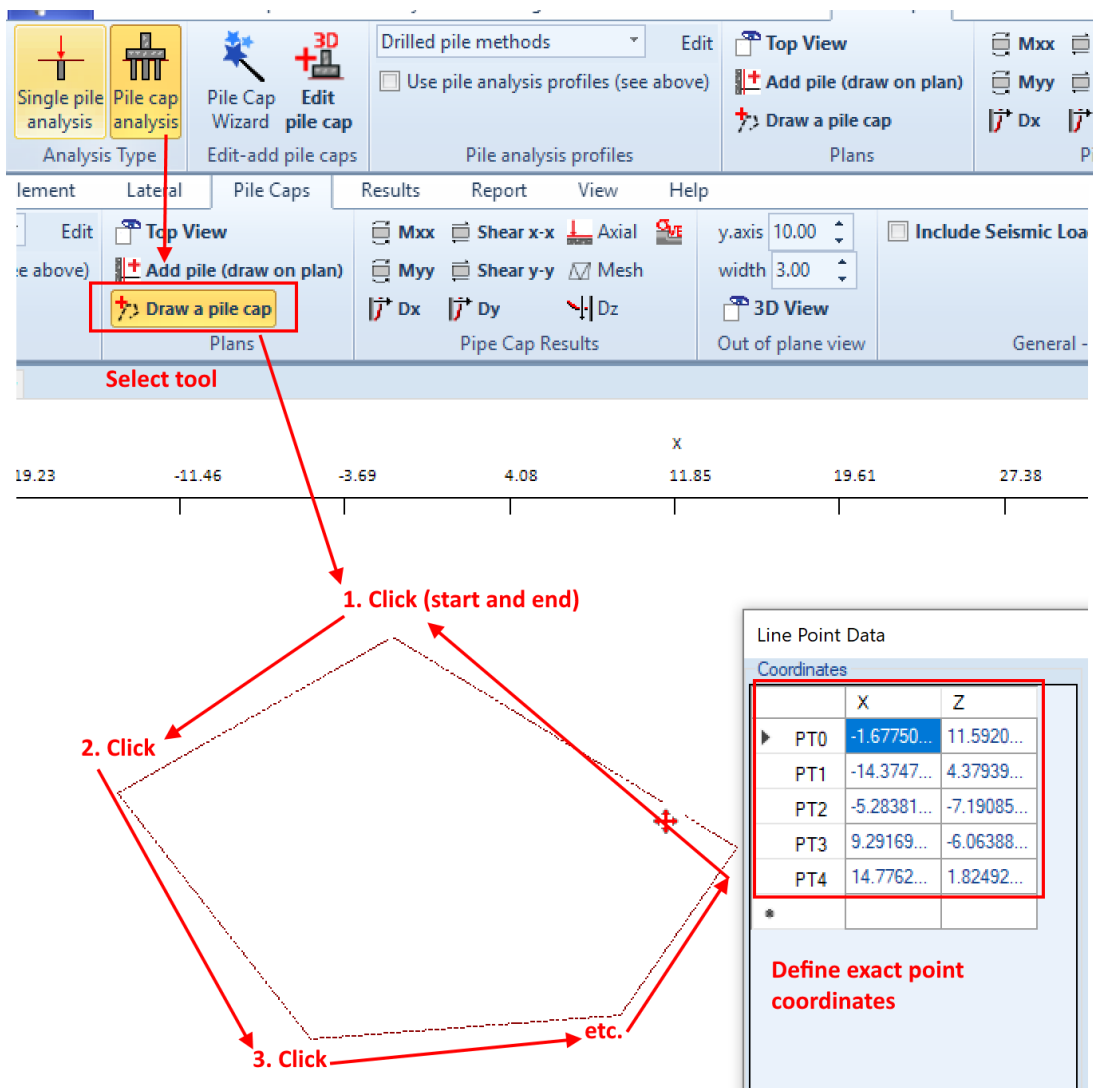 Single pile analysis
Pile cap analysis
Analysis Type
Pile Cap Wizard
Edit pile cap
3D
Edit-add pile caps
Drilled pile methods
Edit
Use pile analysis profiles (see above)
Pile analysis profiles
Top View
Add pile (draw on plan)
Draw a pile cap
Plans
Mxx
Myy
Dx
lement Lateral Pile Caps Results Report View Help
Edit
e above)
Top View
Add pile (draw on plan)
Draw a pile cap
Plans
Mxx Shear x-x Axial
Myy Shear y-y Mesh
Dx Dy Dz
Pipe Cap Results
y.axis 10.00
width 3.00
3D View
Out of plane view
Include Seismic Loa
General -
Select tool
X
19.23 -11.46 -3.69 4.08 11.85 19.61 27.38
1. Click (start and end)
2. Click
3. Click
etc.
Line Point Data
Coordinates
X Z
PT0 -1.67750... 11.5920...
PT1 -14.3747... 4.37939...
PT2 -5.28381... -7.19085...
PT3 9.29169... -6.06388...
PT4 14.7762... 1.82492...
*
Define exact point
coordinates